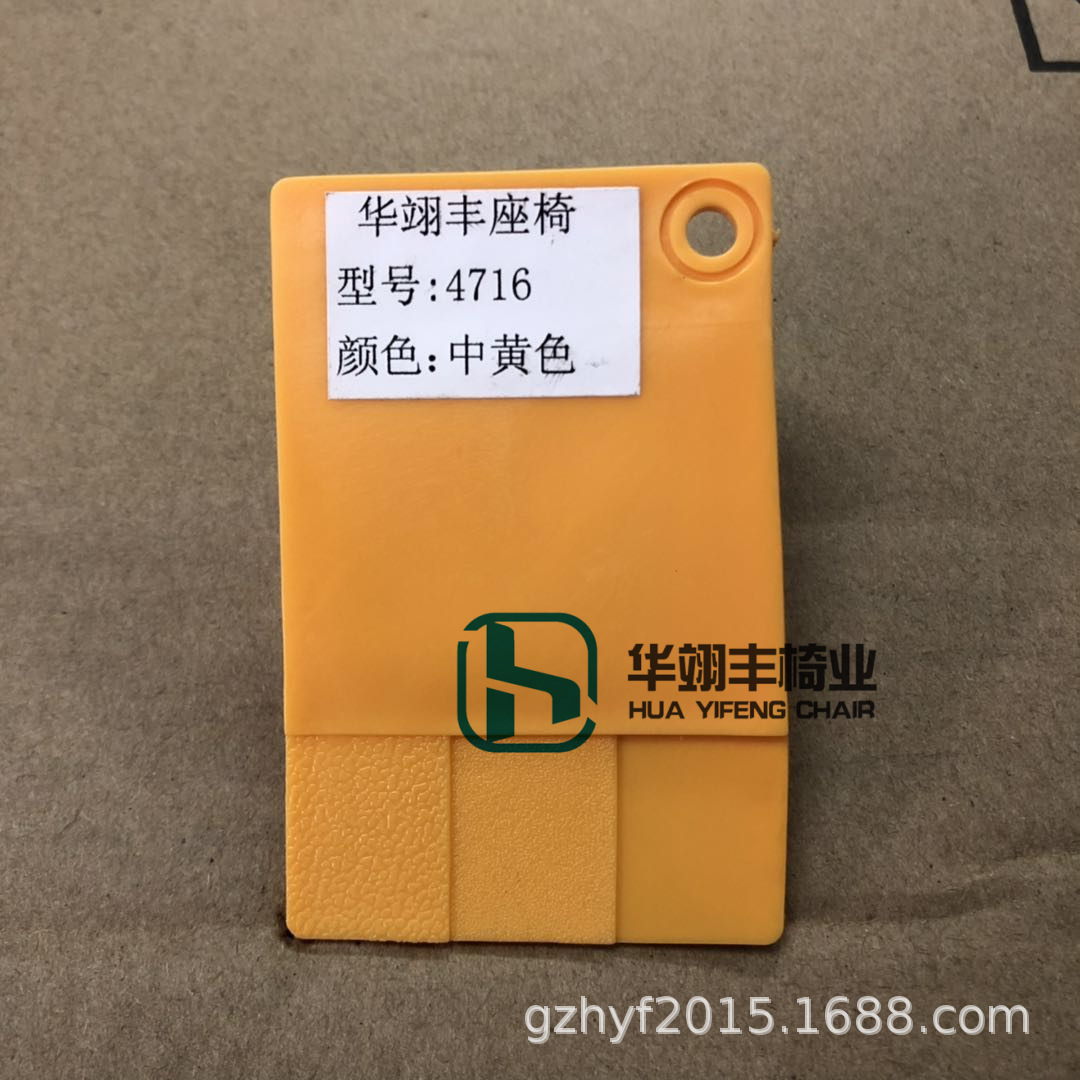 华翊丰座椅
型号:4716
颜色:中黄色
华翊丰椅业
HUA YIFENG CHAIR
gzhyf2015.1688.com